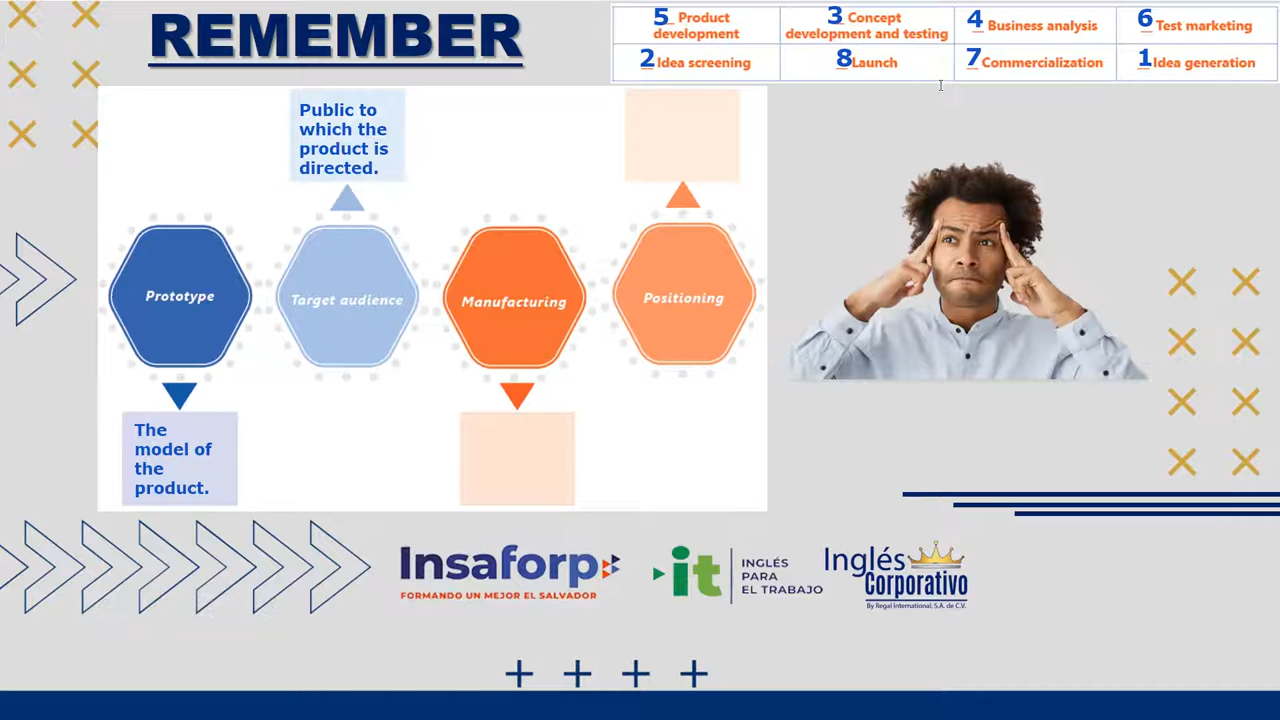 REMEMBER
5_ Product
development
3 Concept
development and testing
4 Business analysis
6 Test marketing
2 Idea screening
8 Launch
7 Commercialization
1 Idea generation
Public to
which the
product is
directed.
Prototype
Target audience
Manufacturing
Positioning
The
model of
the
product.
Insaforp
FORMANDO UN MEJOR EL SALVADOR
it
INGLÉS
PARA
EL TRABAJO
Inglés
Corporativo
By Regal International, S.A. de C.V.